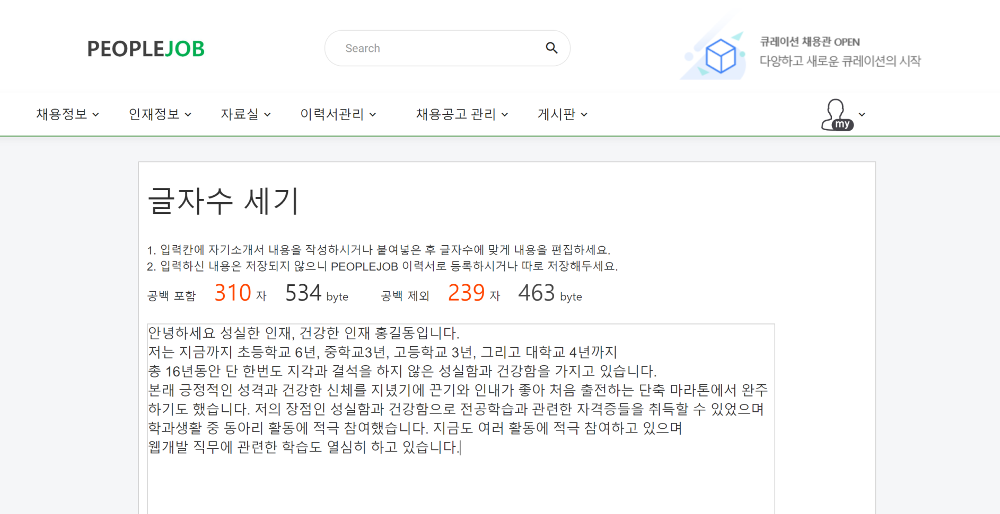 PEOPLEJOB
Search
큐레이션 채용관 OPEN
다양하고 새로운 큐레이션의 시작
채용정보
인재정보
자료실
이력서관리
채용공고 관리
게시판
my
글자수 세기
1. 입력칸에 자기소개서 내용을 작성하시거나 붙여넣은 후 글자수에 맞게 내용을 편집하세요.
2. 입력하신 내용은 저장되지 않으니 PEOPLEJOB 이력서로 등록하시거나 따로 저장해두세요.
공백 포함 310 자 534 byte 공백 제외 239 자 463 byte
안녕하세요 성실한 인재, 건강한 인재 홍길동입니다.
저는 지금까지 초등학교 6년, 중학교3년, 고등학교 3년, 그리고 대학교 4년까지
총 16년동안 단 한번도 지각과 결석을 하지 않은 성실함과 건강함을 가지고 있습니다.
본래 긍정적인 성격과 건강한 신체를 지녔기에 끈기와 인내가 좋아 처음 출전하는 단축 마라톤에서 완주
하기도 했습니다. 저의 장점인 성실함과 건강함으로 전공학습과 관련한 자격증들을 취득할 수 있었으며
학과생활 중 동아리 활동에 적극 참여했습니다. 지금도 여러 활동에 적극 참여하고 있으며
웹개발 직무에 관련한 학습도 열심히 하고 있습니다.